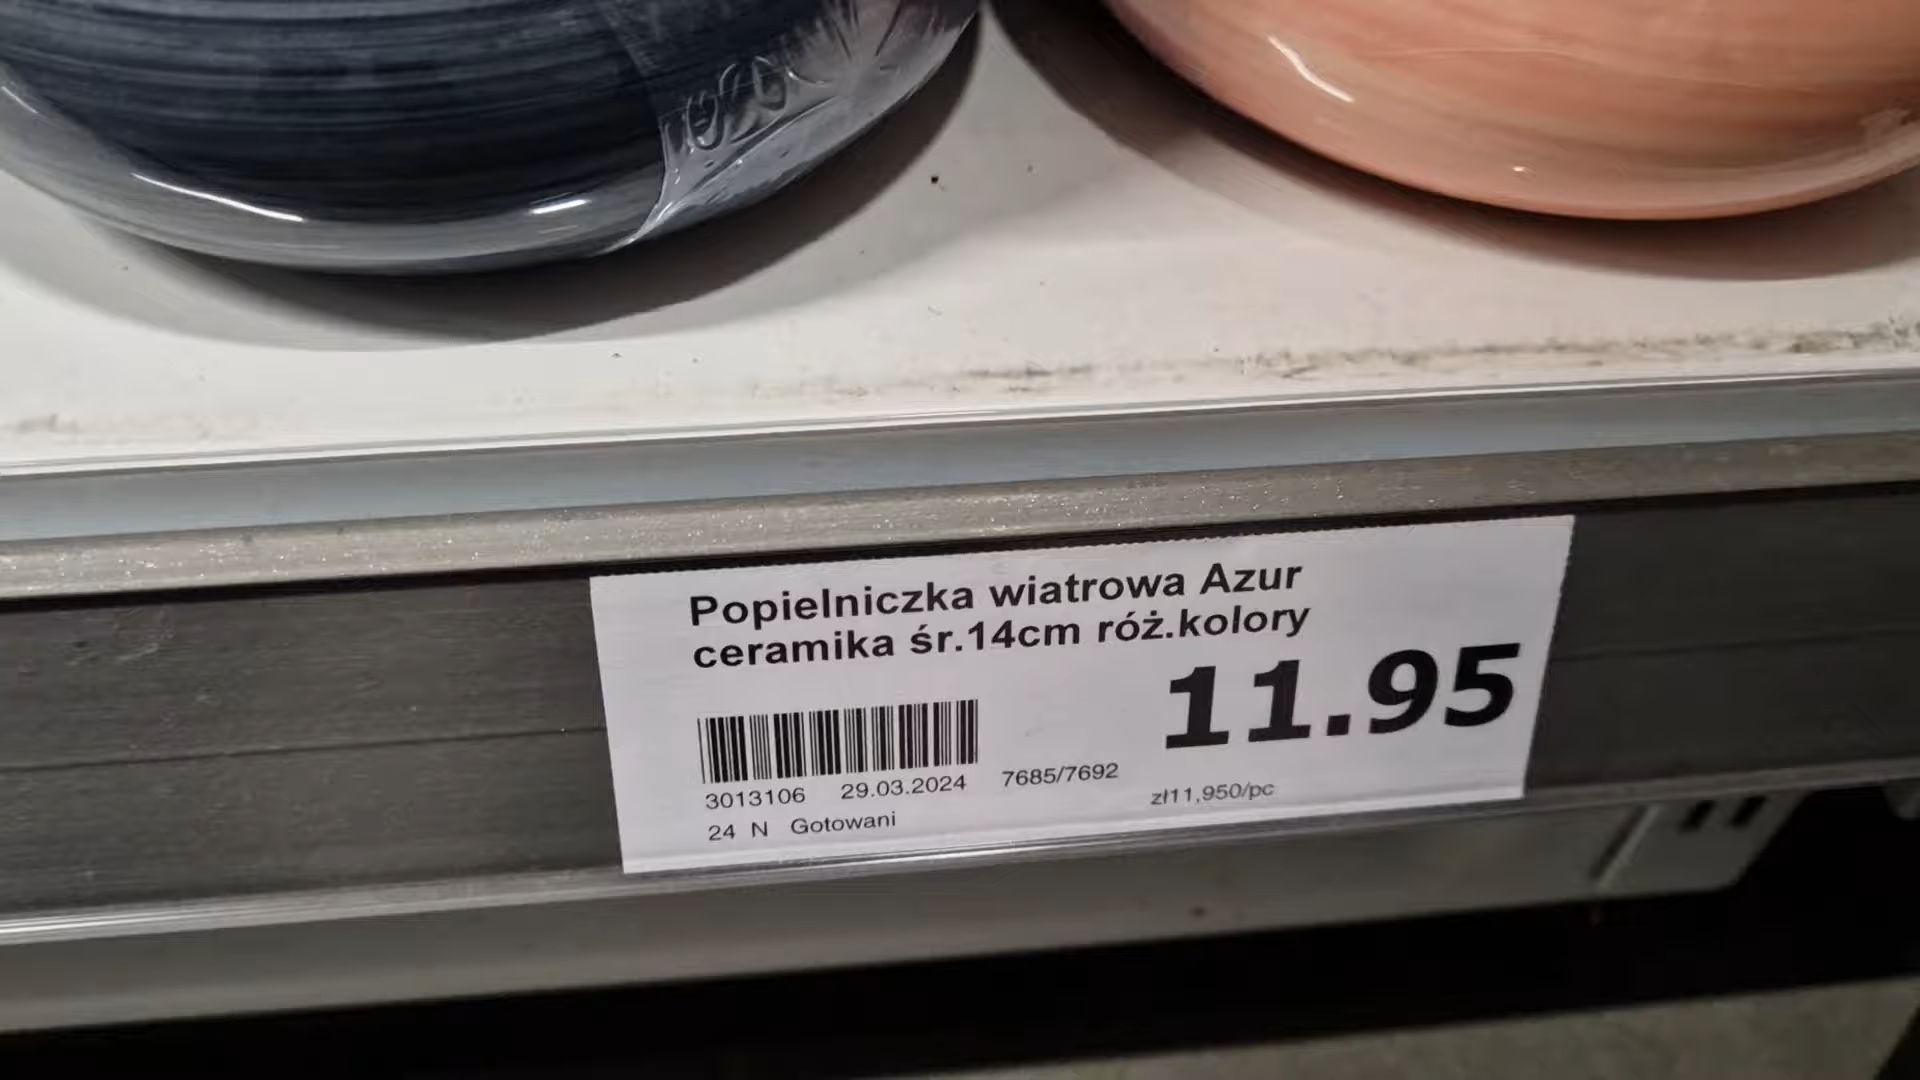 Popielniczka wiatrowa Azur
ceramika śr.14cm róż.kolory
11.95
3013106 29.03.2024 7685/7692
zł11,950/pc
24 N Gotowani